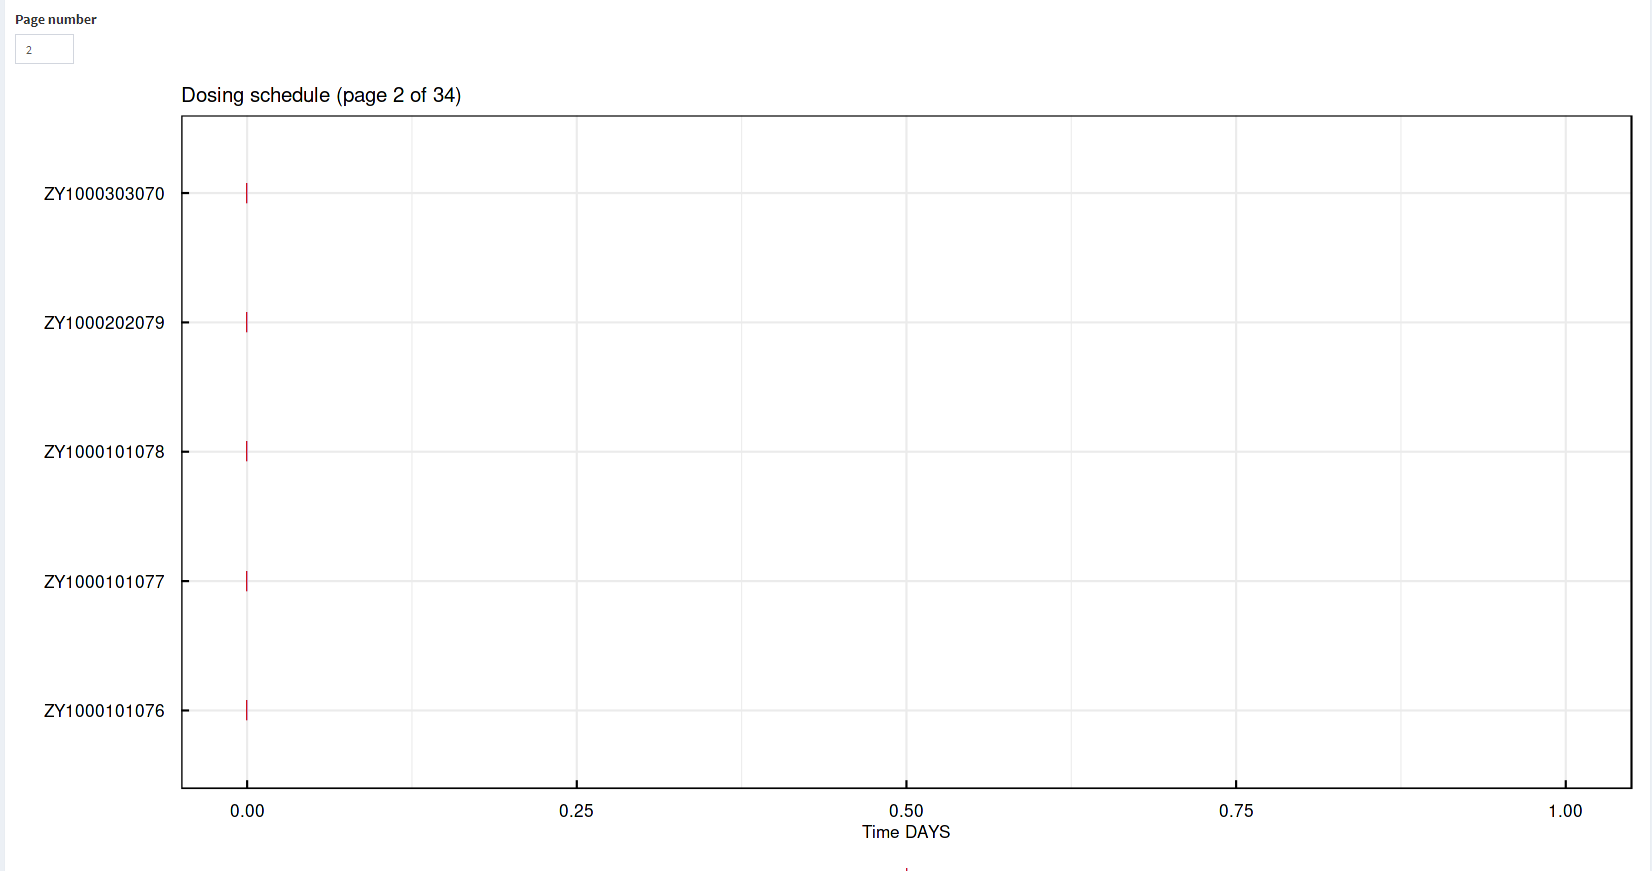 Page number
2
Dosing schedule (page 2 of 34)
ZY1000303070
ZY1000202079
ZY1000101078
ZY1000101077
ZY1000101076
0.00 0.25 0.50 0.75 1.00
Time DAYS